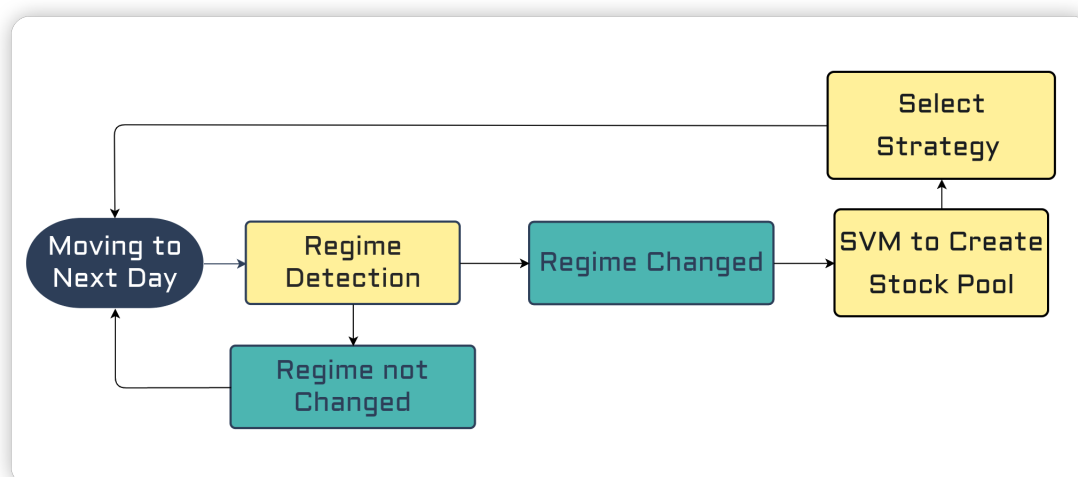 Select
Strategy
Moving to
Next Day
Regime
Detection
Regime Changed
SVM to Create
Stock Pool
Regime not
Changed